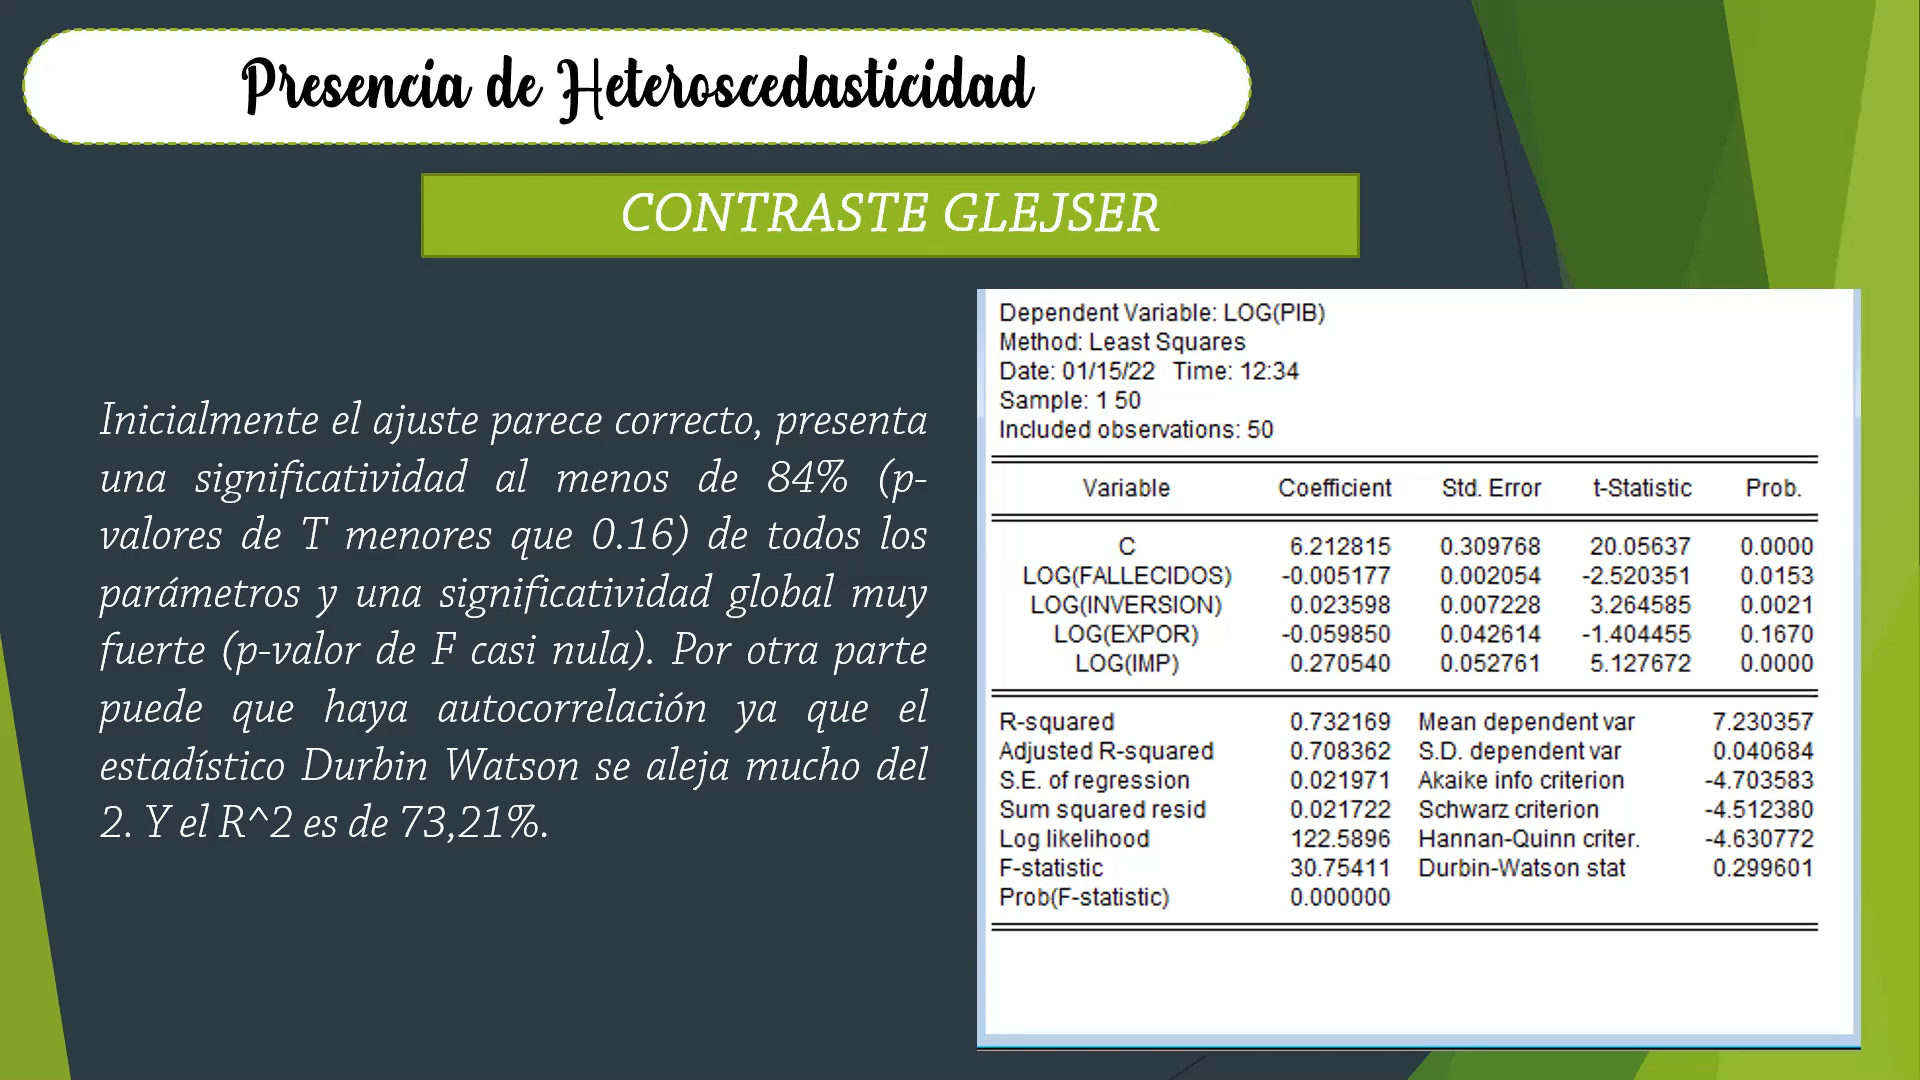 Presencia de Heteroscedasticidad
CONTRASTE GLEJSER
Inicialmente el ajuste parece correcto, presenta
una significatividad al menos de 84% (p-
valores de T menores que 0.16) de todos los
parámetros y una significatividad global muy
fuerte (p-valor de F casi nula). Por otra parte
puede que haya autocorrelación ya que el
estadístico Durbin Watson se aleja mucho del
2. Y el R^2 es de 73,21%.
Dependent Variable: LOG(PIB)
Method: Least Squares
Date: 01/15/22 Time: 12:34
Sample: 1 50
Included observations: 50
Variable Coefficient Std. Error t-Statistic Prob.
C 6.212815 0.309768 20.05637 0.0000
LOG(FALLECIDOS) -0.005177 0.002054 -2.520351 0.0153
LOG(INVERSION) 0.023598 0.007228 3.264585 0.0021
LOG(EXPOR) -0.059850 0.042614 -1.404455 0.1670
LOG(IMP) 0.270540 0.052761 5.127672 0.0000
R-squared 0.732169 Mean dependent var 7.230357
Adjusted R-squared 0.708362 S.D. dependent var 0.040684
S.E. of regression 0.021971 Akaike info criterion -4.703583
Sum squared resid 0.021722 Schwarz criterion -4.512380
Log likelihood 122.5896 Hannan-Quinn criter. -4.630772
F-statistic 30.75411 Durbin-Watson stat 0.299601
Prob(F-statistic) 0.000000